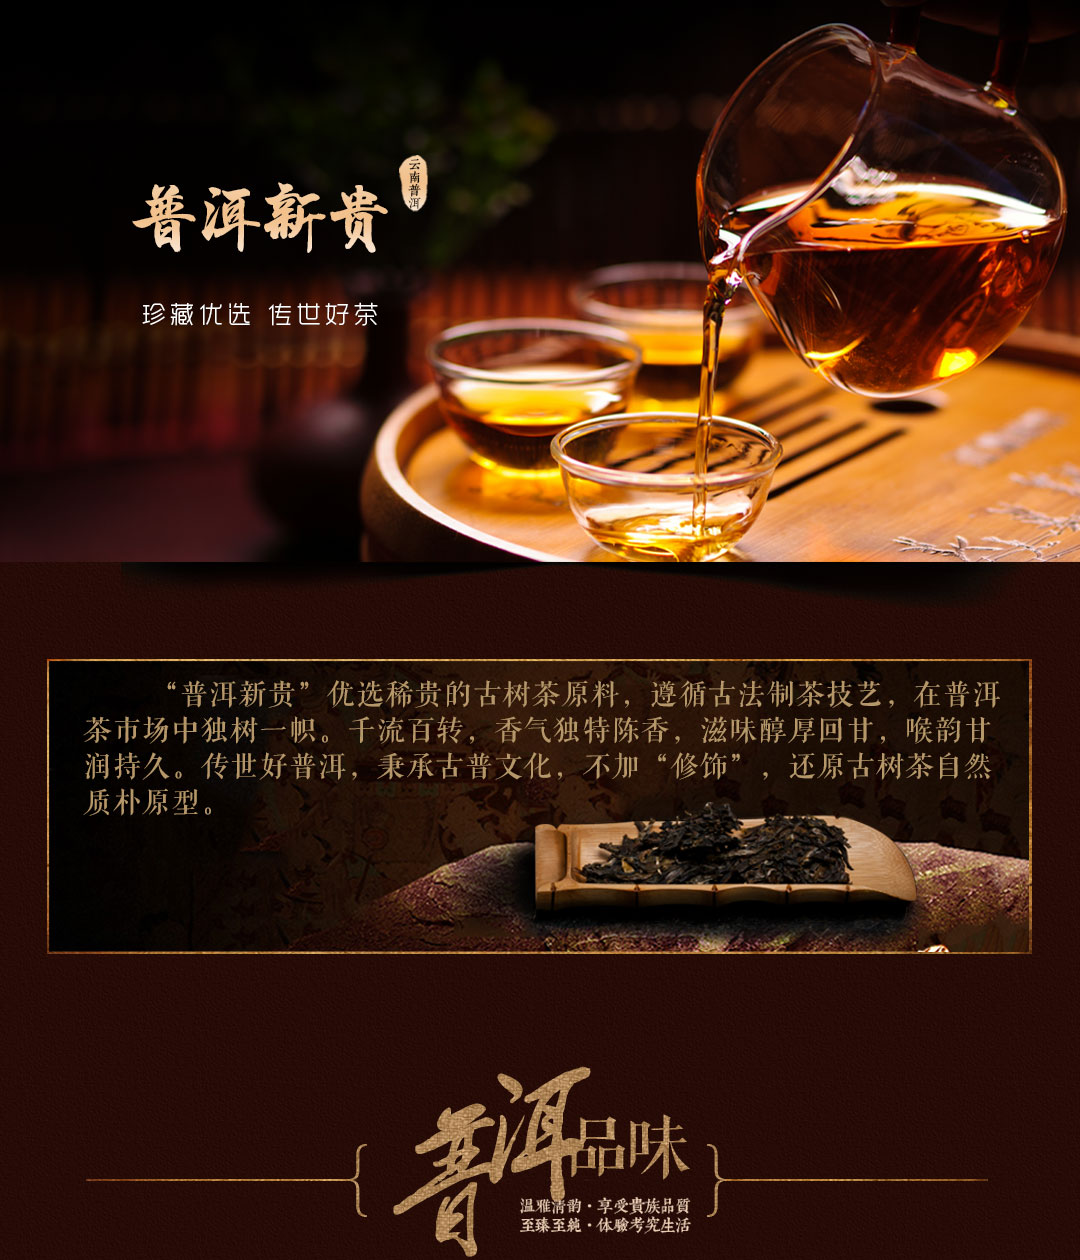 普洱新贵
云南普洱
珍藏优选 传世好茶
“普洱新贵”优选稀贵的古树茶原料，遵循古法制茶技艺，在普洱
茶市场中独树一帜。千流百转，香气独特陈香，滋味醇厚回甘，喉韵甘
润持久。传世好普洱，秉承古普文化，不加“修饰”，还原古树茶自然
质朴原型。
普洱品味
温雅清韵·享受貴族品質
至臻至純·体驗考究生活